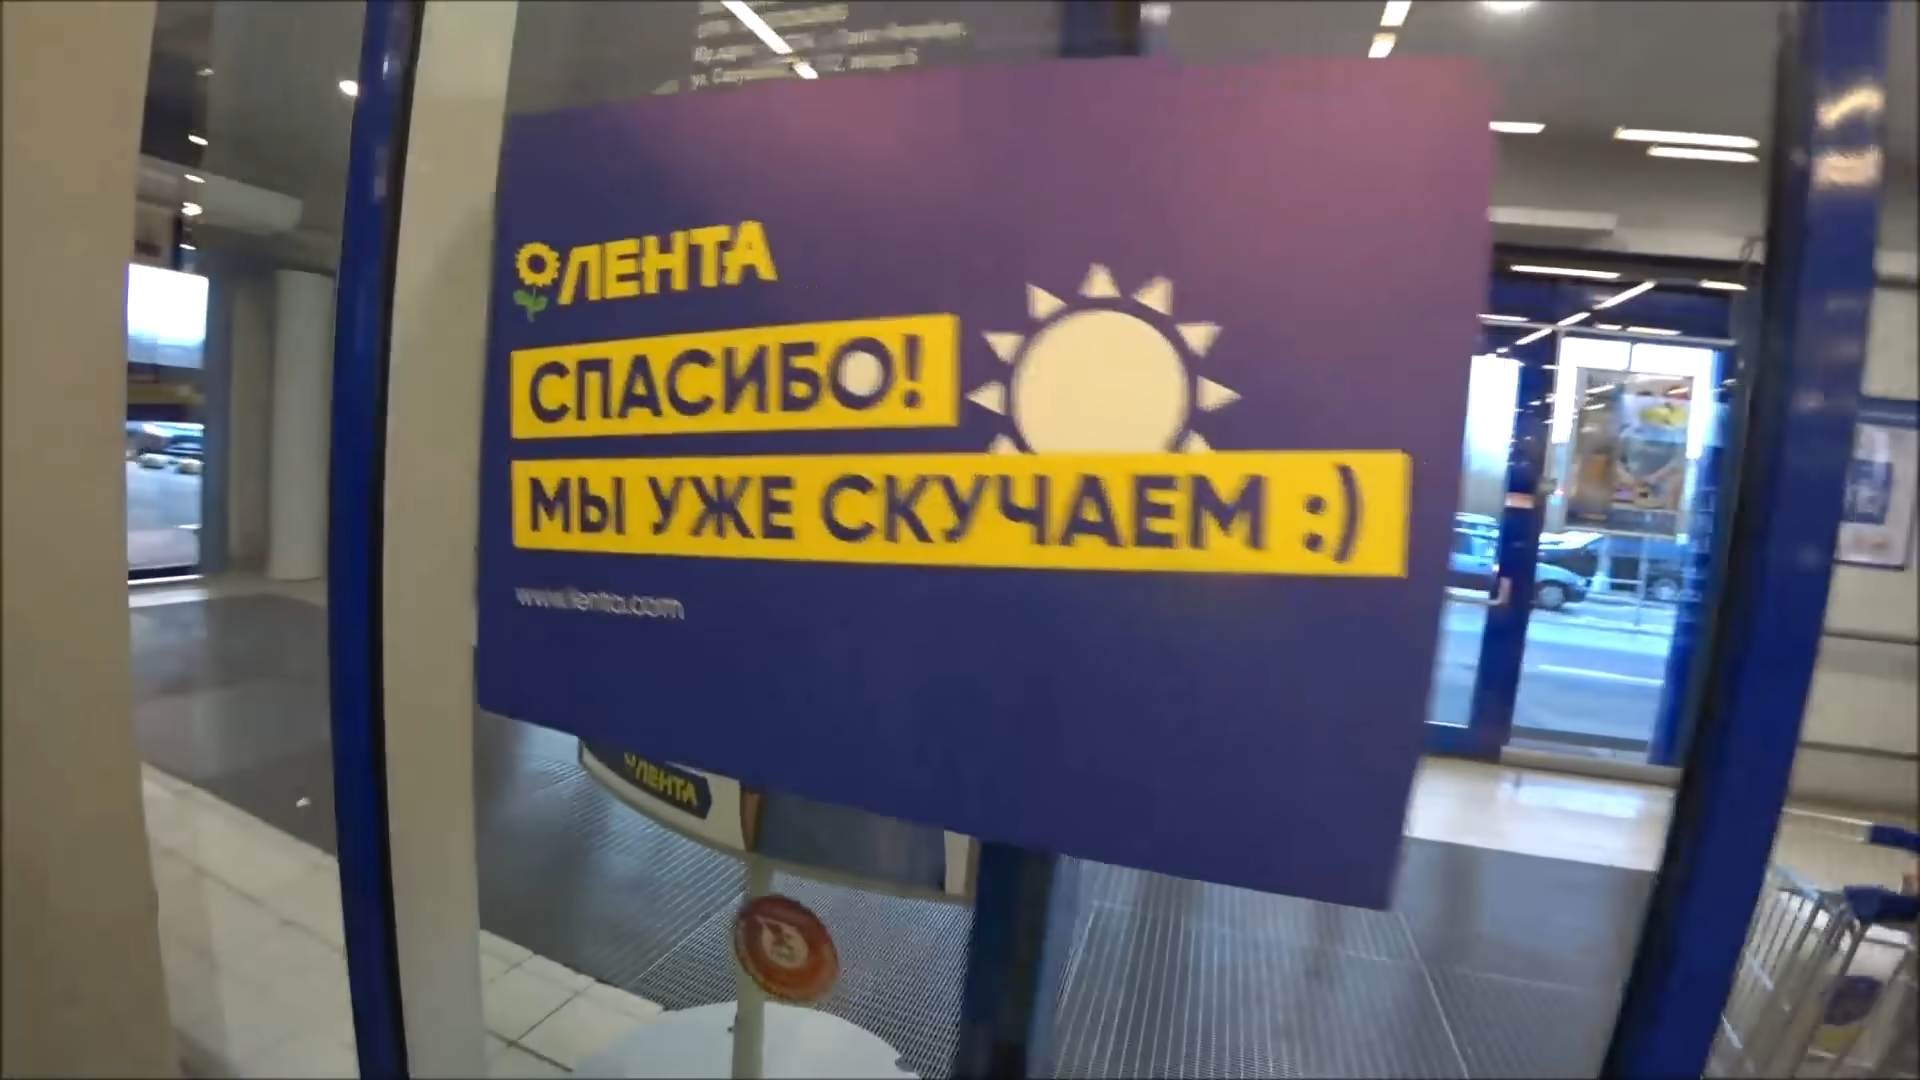 ЛЕНТА
СПАСИБО!
МЫ УЖЕ СКУЧАЕМ :)
www.lenta.com
ЛЕНТА